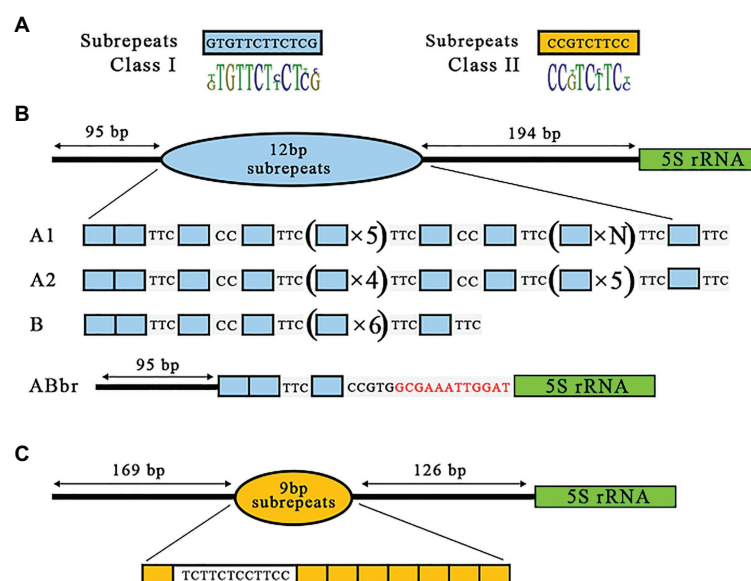 A
Subrepeats
Class I
GTGTTCTTCTCG
Subrepeats
Class II
CCGTCTTCC
B
95 bp
194 bp
12bp
subrepeats
5S rRNA
A1 TTC CC TTC ( ×5) TTC CC TTC ( ×N) TTC TTC
A2 TTC CC TTC ( ×4) TTC CC TTC ( ×5) TTC TTC
B TTC CC TTC ( ×6) TTC TTC
95 bp
ABbr TTC CCGTGGCGAAATTGGAT 5S rRNA
C
169 bp
126 bp
9bp
subrepeats
5S rRNA
TCTTCTCCTTCC